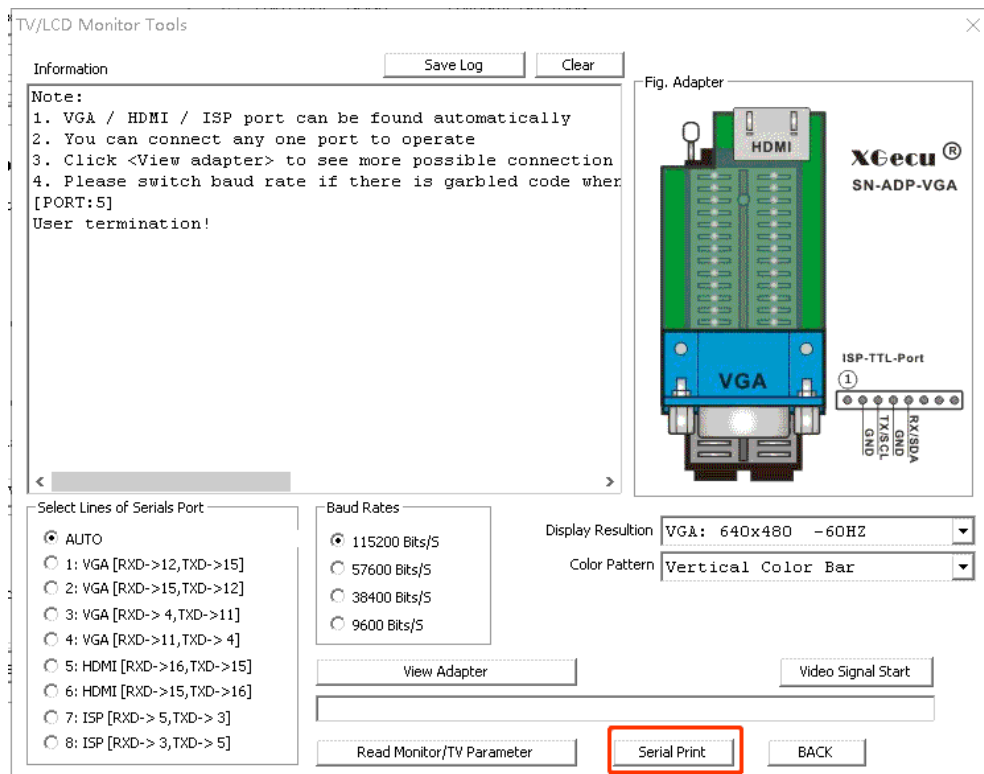 TV/LCD Monitor Tools
Information
Save Log
Clear
Note:
1. VGA / HDMI / ISP port can be found automatically
2. You can connect any one port to operate
3. Click <View adapter> to see more possible connection
4. Please switch baud rate if there is garbled code wher
[PORT:5]
User termination!
Fig. Adapter
HDMI
XGecu ®
SN-ADP-VGA
VGA
ISP-TTL-Port
1
GND
TX/SCL
GND
RX/SDA
Select Lines of Serials Port
AUTO
1: VGA [RXD->12,TXD->15]
2: VGA [RXD->15,TXD->12]
3: VGA [RXD-> 4,TXD->11]
4: VGA [RXD->11,TXD-> 4]
5: HDMI [RXD->16,TXD->15]
6: HDMI [RXD->15,TXD->16]
7: ISP [RXD-> 5,TXD-> 3]
8: ISP [RXD-> 3,TXD-> 5]
Baud Rates
115200 Bits/S
57600 Bits/S
38400 Bits/S
9600 Bits/S
Display Resultion
VGA: 640x480 -60HZ
Color Pattern
Vertical Color Bar
View Adapter
Video Signal Start
Read Monitor/TV Parameter
Serial Print
BACK